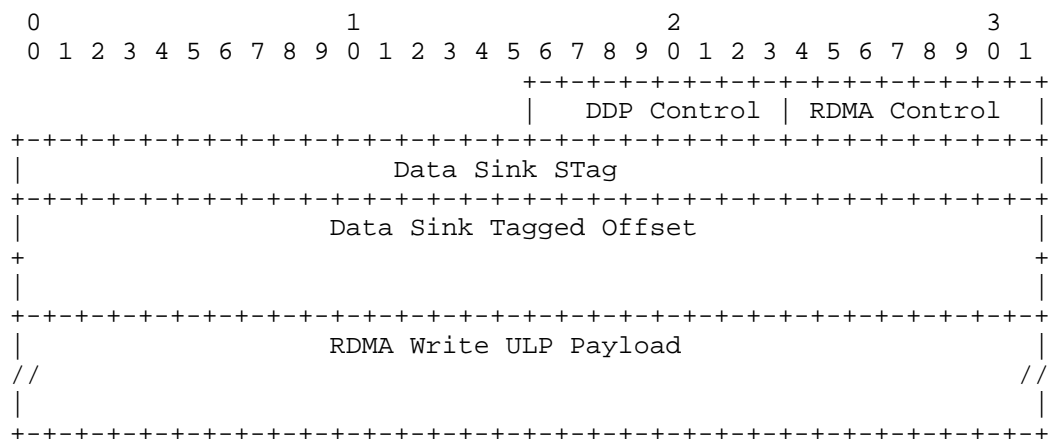 0                   1                   2                   3
 0 1 2 3 4 5 6 7 8 9 0 1 2 3 4 5 6 7 8 9 0 1 2 3 4 5 6 7 8 9 0 1
                                +-+-+-+-+-+-+-+-+-+-+-+-+-+-+-+-+
                                |   DDP Control | RDMA Control  |
+-+-+-+-+-+-+-+-+-+-+-+-+-+-+-+-+-+-+-+-+-+-+-+-+-+-+-+-+-+-+-+-+
|                       Data Sink STag                          |
+-+-+-+-+-+-+-+-+-+-+-+-+-+-+-+-+-+-+-+-+-+-+-+-+-+-+-+-+-+-+-+-+
|                   Data Sink Tagged Offset                     |
+                                                               +
|                                                               |
+-+-+-+-+-+-+-+-+-+-+-+-+-+-+-+-+-+-+-+-+-+-+-+-+-+-+-+-+-+-+-+-+
|                   RDMA Write ULP Payload                      |
//                                                             //
|                                                               |
+-+-+-+-+-+-+-+-+-+-+-+-+-+-+-+-+-+-+-+-+-+-+-+-+-+-+-+-+-+-+-+-+